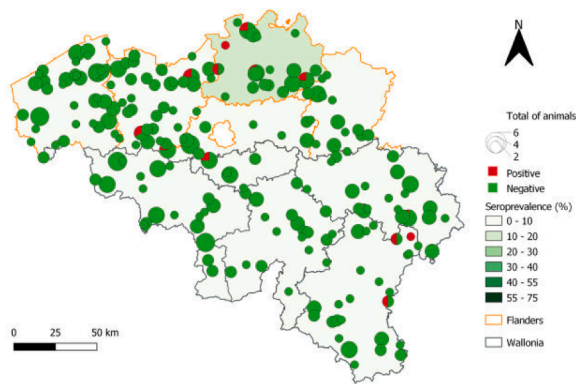 N
Total of animals
6
4
2
Positive
Negative
Seroprevalence (%)
0 - 10
10 - 20
20 - 30
30 - 40
40 - 55
55 - 75
Flanders
Wallonia
0 25 50 km